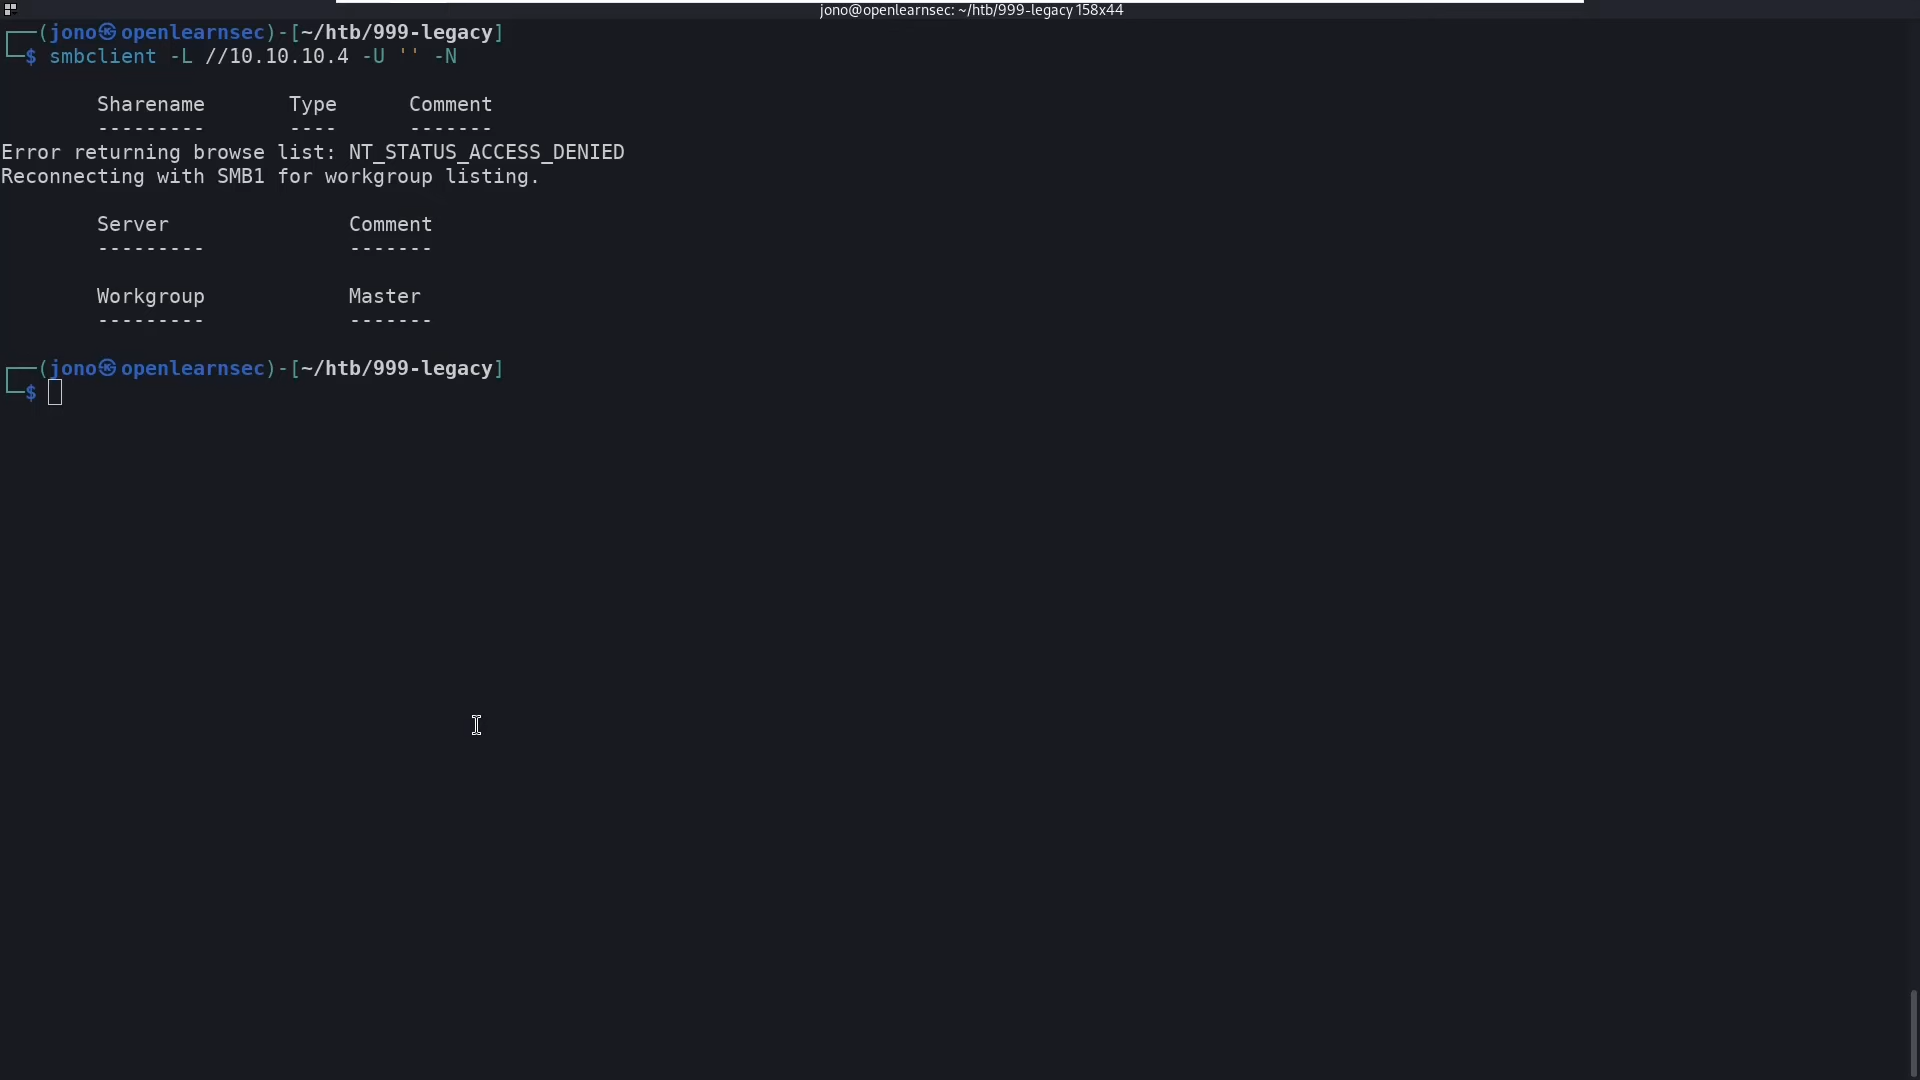 jono@openlearnsec: ~/htb/999-legacy 158x44
┌──(jono㉿openlearnsec)-[~/htb/999-legacy]
└─$ smbclient -L //10.10.10.4 -U '' -N
Sharename       Type      Comment
---------       ----      -------
Error returning browse list: NT_STATUS_ACCESS_DENIED
Reconnecting with SMB1 for workgroup listing.
Server               Comment
---------            -------
Workgroup            Master
---------            -------
┌──(jono㉿openlearnsec)-[~/htb/999-legacy]
└─$